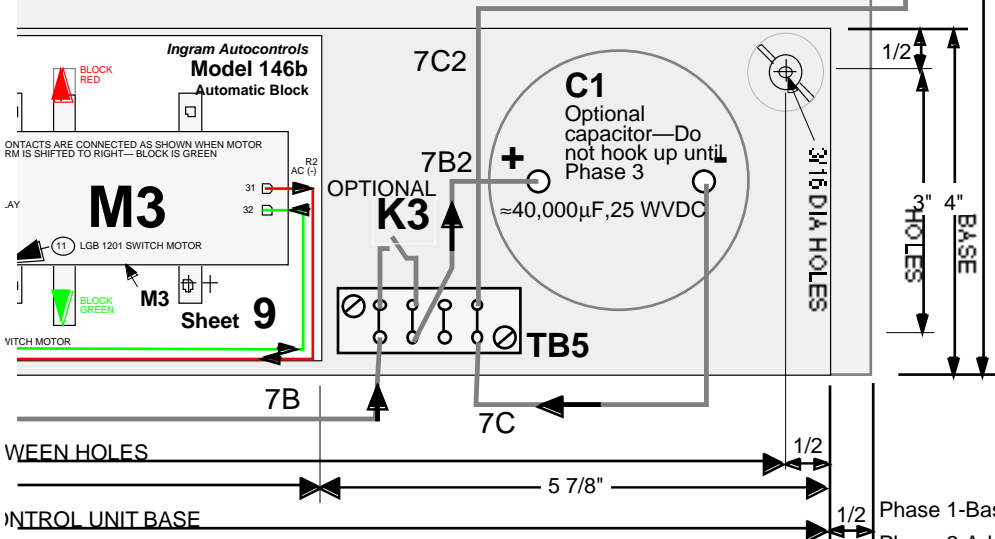 Ingram Autocontrols
Model 146b
Automatic Block
BLOCK
RED
ONTACTS ARE CONNECTED AS SHOWN WHEN MOTOR
RM IS SHIFTED TO RIGHT— BLOCK IS GREEN
R2
AC (-)
31
32
M3
LAY
11
LGB 1201 SWITCH MOTOR
M3
BLOCK
GREEN
Sheet 9
WITCH MOTOR
7C2
C1
Optional
capacitor—Do
not hook up until
Phase 3
+
-
≈40,000µF,25 WVDC
7B2
OPTIONAL
K3
TB5
7B
7C
3/16 DIA HOLES
1/2
3"
HOLES
4"
BASE
WEEN HOLES
1/2
5 7/8"
ONTROL UNIT BASE
1/2
Phase 1-Bas